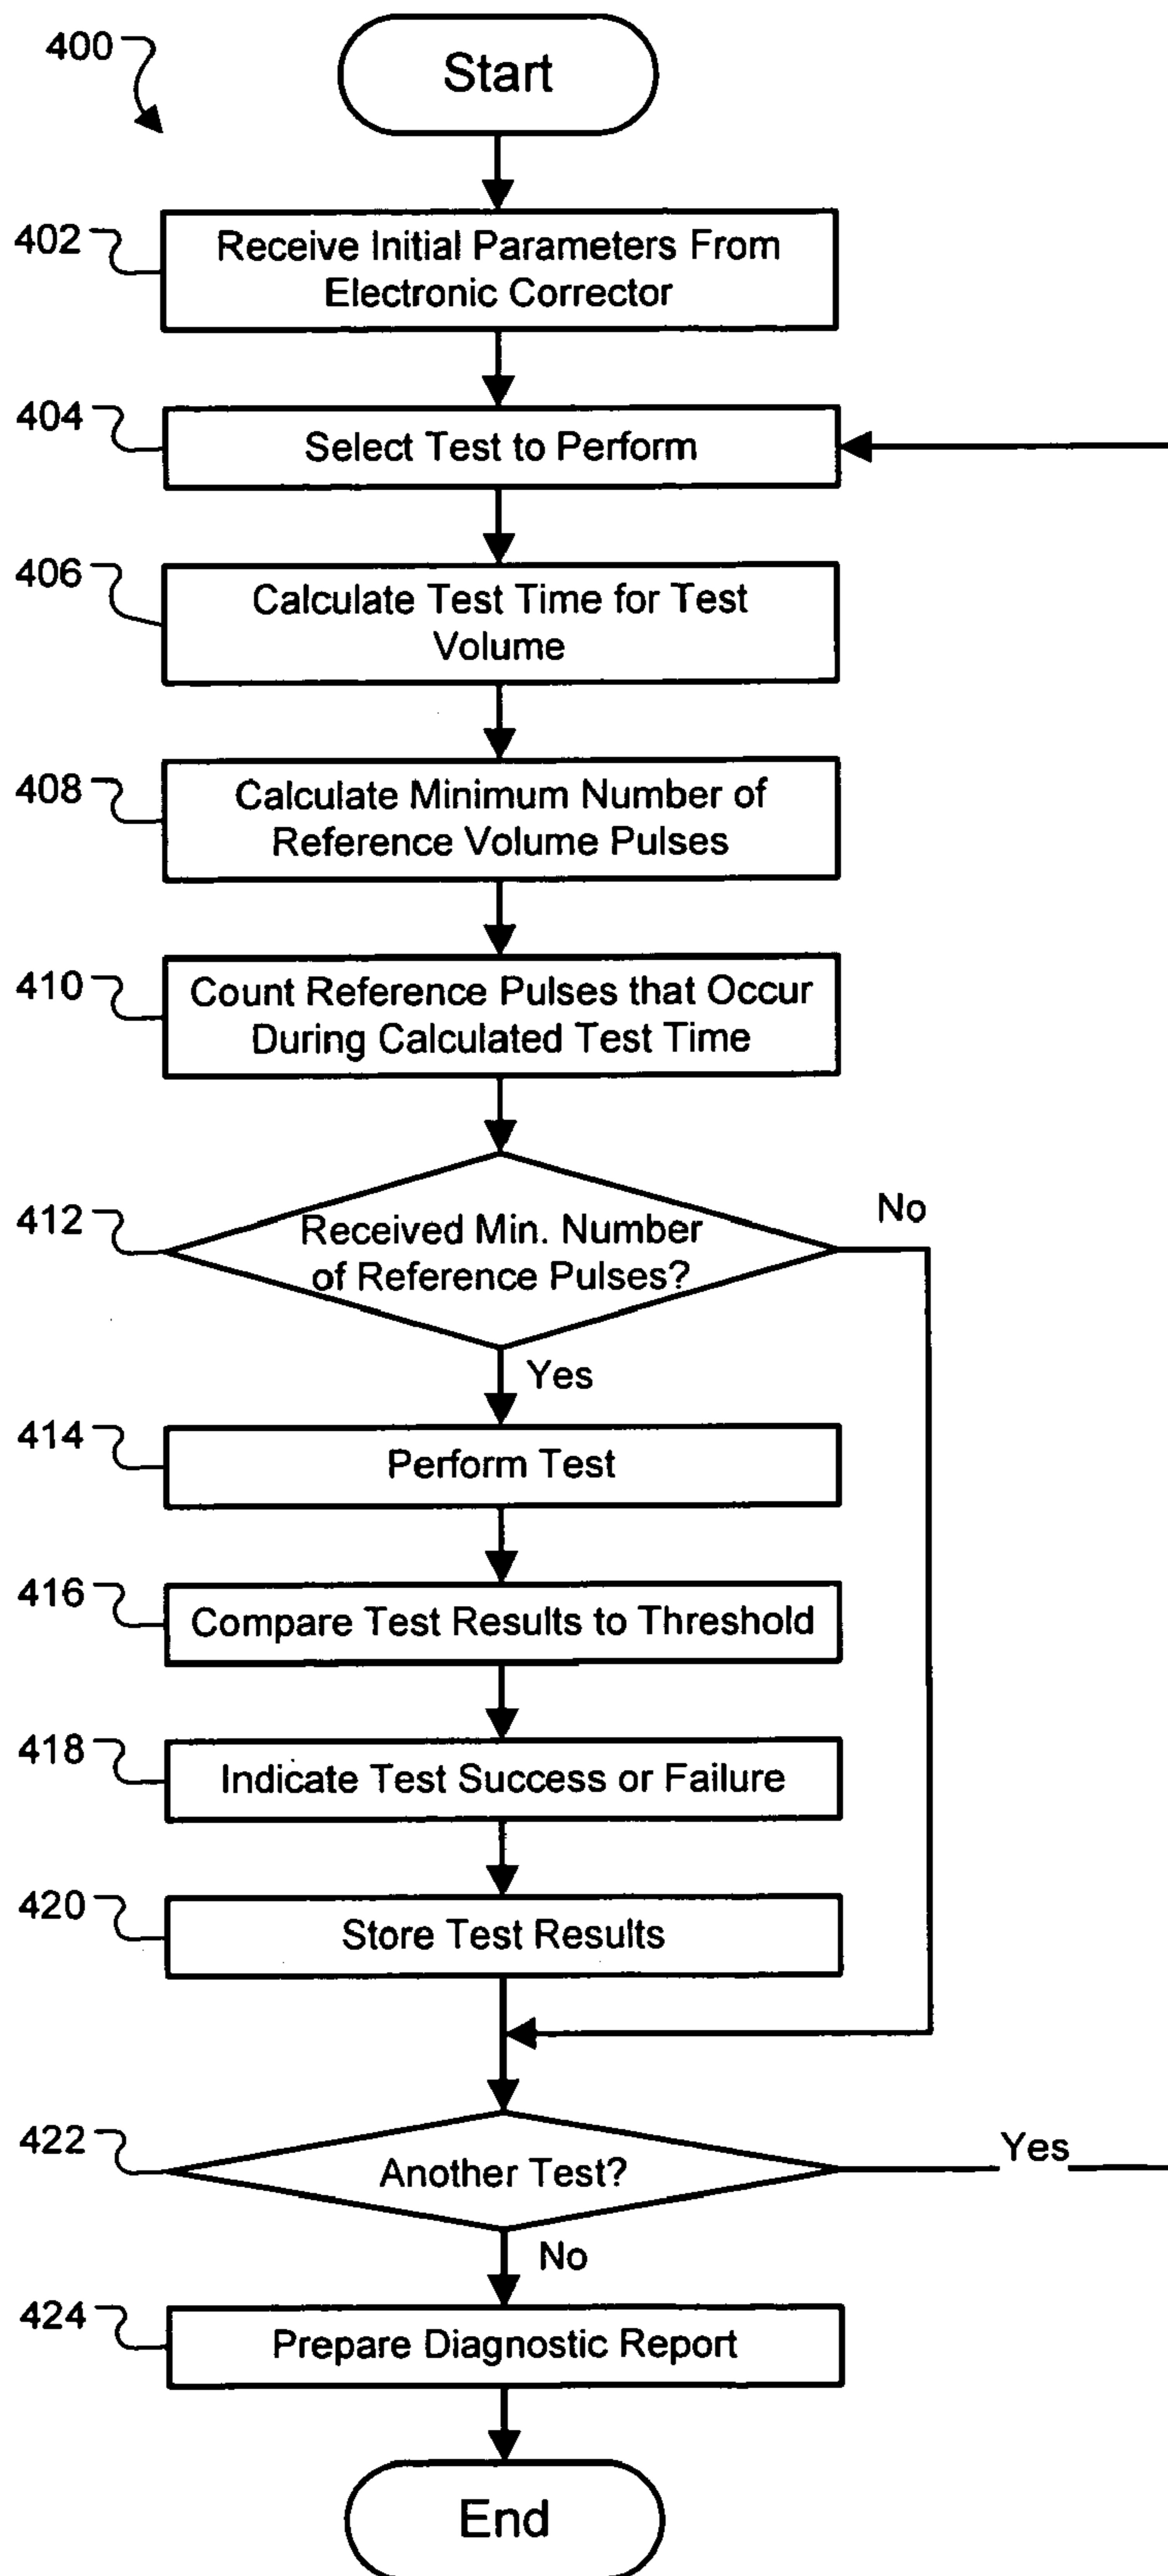 400
Start
402
Receive Initial Parameters From
Electronic Corrector
404
Select Test to Perform
406
Calculate Test Time for Test
Volume
408
Calculate Minimum Number of
Reference Volume Pulses
410
Count Reference Pulses that Occur
During Calculated Test Time
412
Received Min. Number
of Reference Pulses?
No
Yes
414
Perform Test
416
Compare Test Results to Threshold
418
Indicate Test Success or Failure
420
Store Test Results
422
Another Test?
Yes
No
424
Prepare Diagnostic Report
End